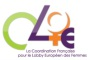 CLEF
La Coordination Française
pour le Lobby Européen des Femmes